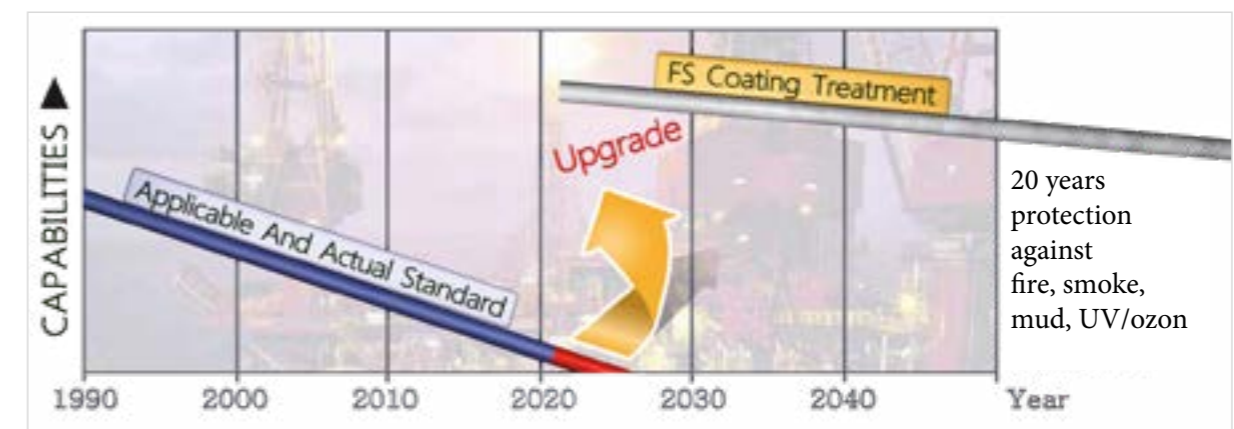 CAPABILITIES
FS Coating Treatment
Upgrade
Applicable And Actual Standard
20 years
protection
against
fire, smoke,
mud, UV/ozon
1990 2000 2010 2020 2030 2040 Year